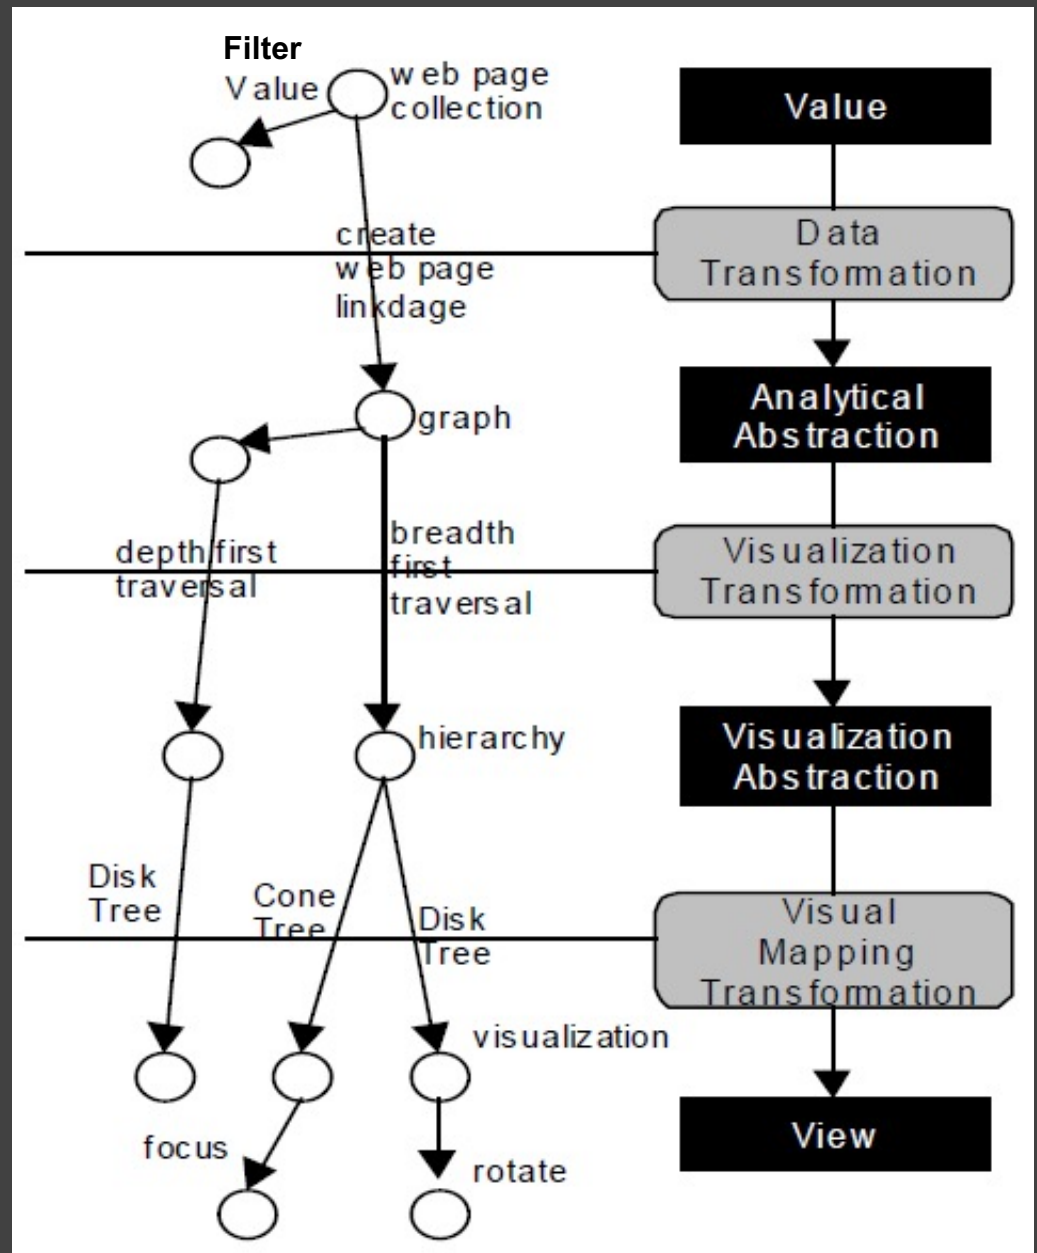 Filter
Value
web page
collection
Value
create
web page
linkdage
Data
Transformation
graph
Analytical
Abstraction
depth first
traversal
breadth
first
traversal
Visualization
Transformation
hierarchy
Visualization
Abstraction
Disk
Tree
Cone
Tree
Disk
Tree
Visual
Mapping
Transformation
visualization
focus
rotate
View